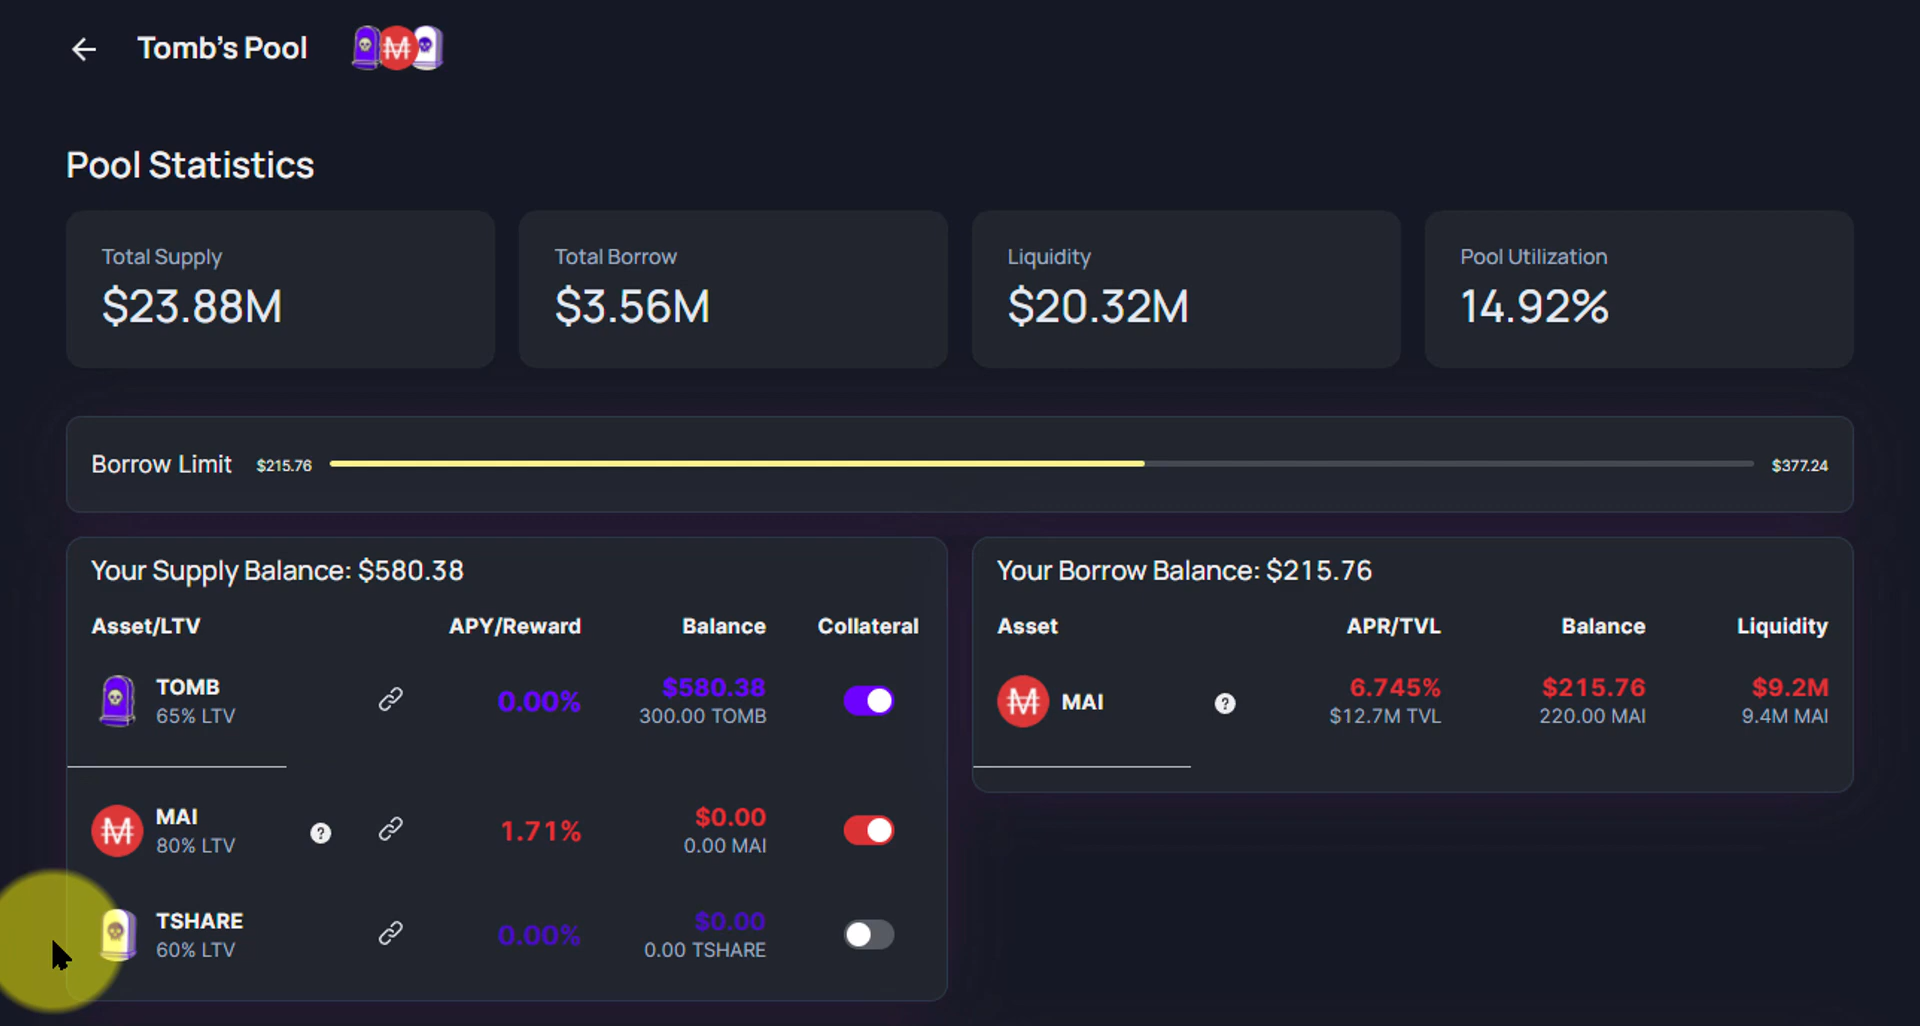 Tomb's Pool
Pool Statistics
Total Supply
$23.88M
Total Borrow
$3.56M
Liquidity
$20.32M
Pool Utilization
14.92%
Borrow Limit $215.76 $377.24
Your Supply Balance: $580.38
Asset/LTV APY/Reward Balance Collateral
TOMB
65% LTV
0.00%
$580.38
300.00 TOMB
MAI
80% LTV
?
1.71%
$0.00
0.00 MAI
TSHARE
60% LTV
0.00%
$0.00
0.00 TSHARE
Your Borrow Balance: $215.76
Asset APR/TVL Balance Liquidity
MAI
?
6.745%
$12.7M TVL
$215.76
220.00 MAI
$9.2M
9.4M MAI